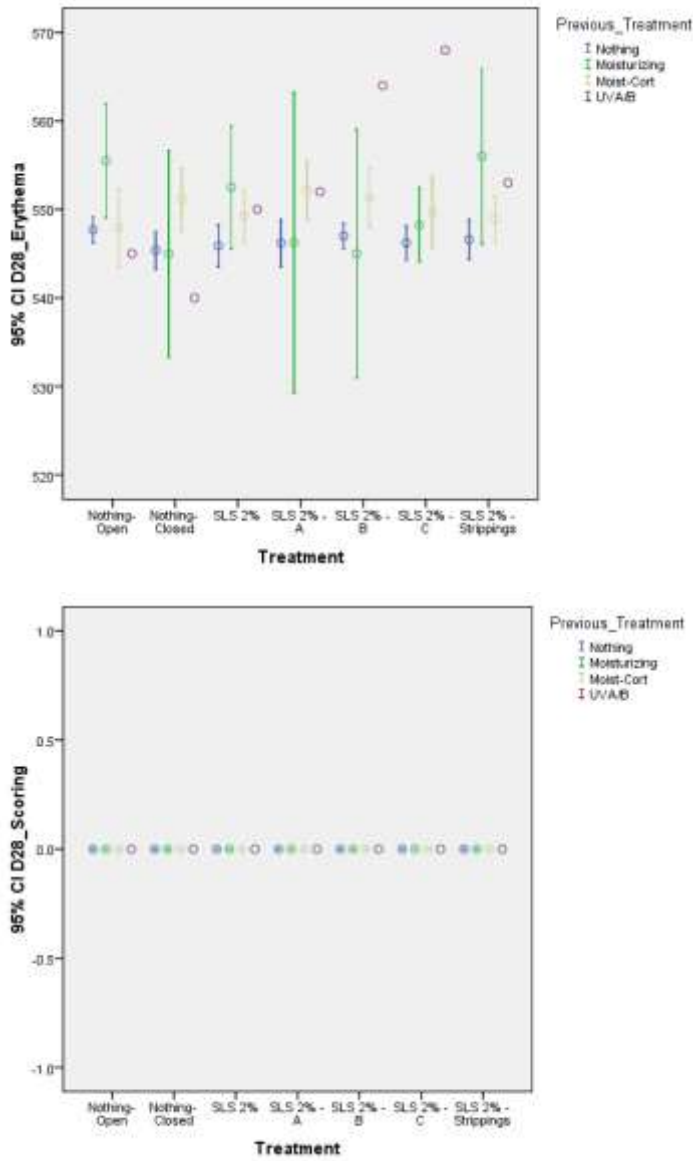 95% CI D28_Erythema
570
560
550
540
530
520
Nothing-
Open
Nothing-
Closed
SLS 2%
SLS 2% -
A
SLS 2% -
B
SLS 2% -
C
SLS 2% -
Strippings
Treatment
Previous_Treatment
Nothing
Moisturizing
Moist-Cort
UVA/B
95% CI D28_Scoring
1.0
0.5
0.0
-0.5
-1.0
Nothing-
Open
Nothing-
Closed
SLS 2%
SLS 2% -
A
SLS 2% -
B
SLS 2% -
C
SLS 2% -
Strippings
Treatment
Previous_Treatment
Nothing
Moisturizing
Moist-Cort
UVA/B